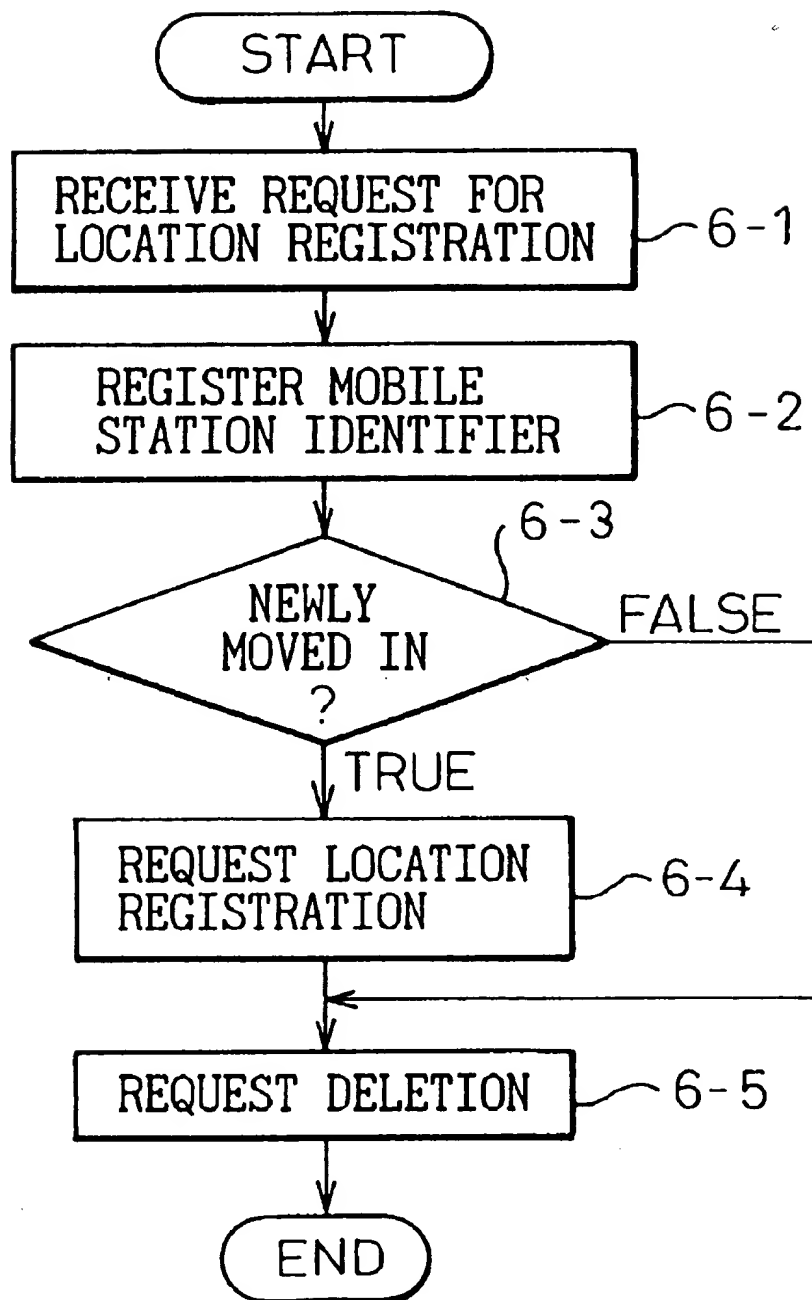 START
RECEIVE REQUEST FOR
LOCATION REGISTRATION
6-1
REGISTER MOBILE
STATION IDENTIFIER
6-2
6-3
NEWLY
MOVED IN
?
FALSE
TRUE
REQUEST LOCATION
REGISTRATION
6-4
REQUEST DELETION
6-5
END